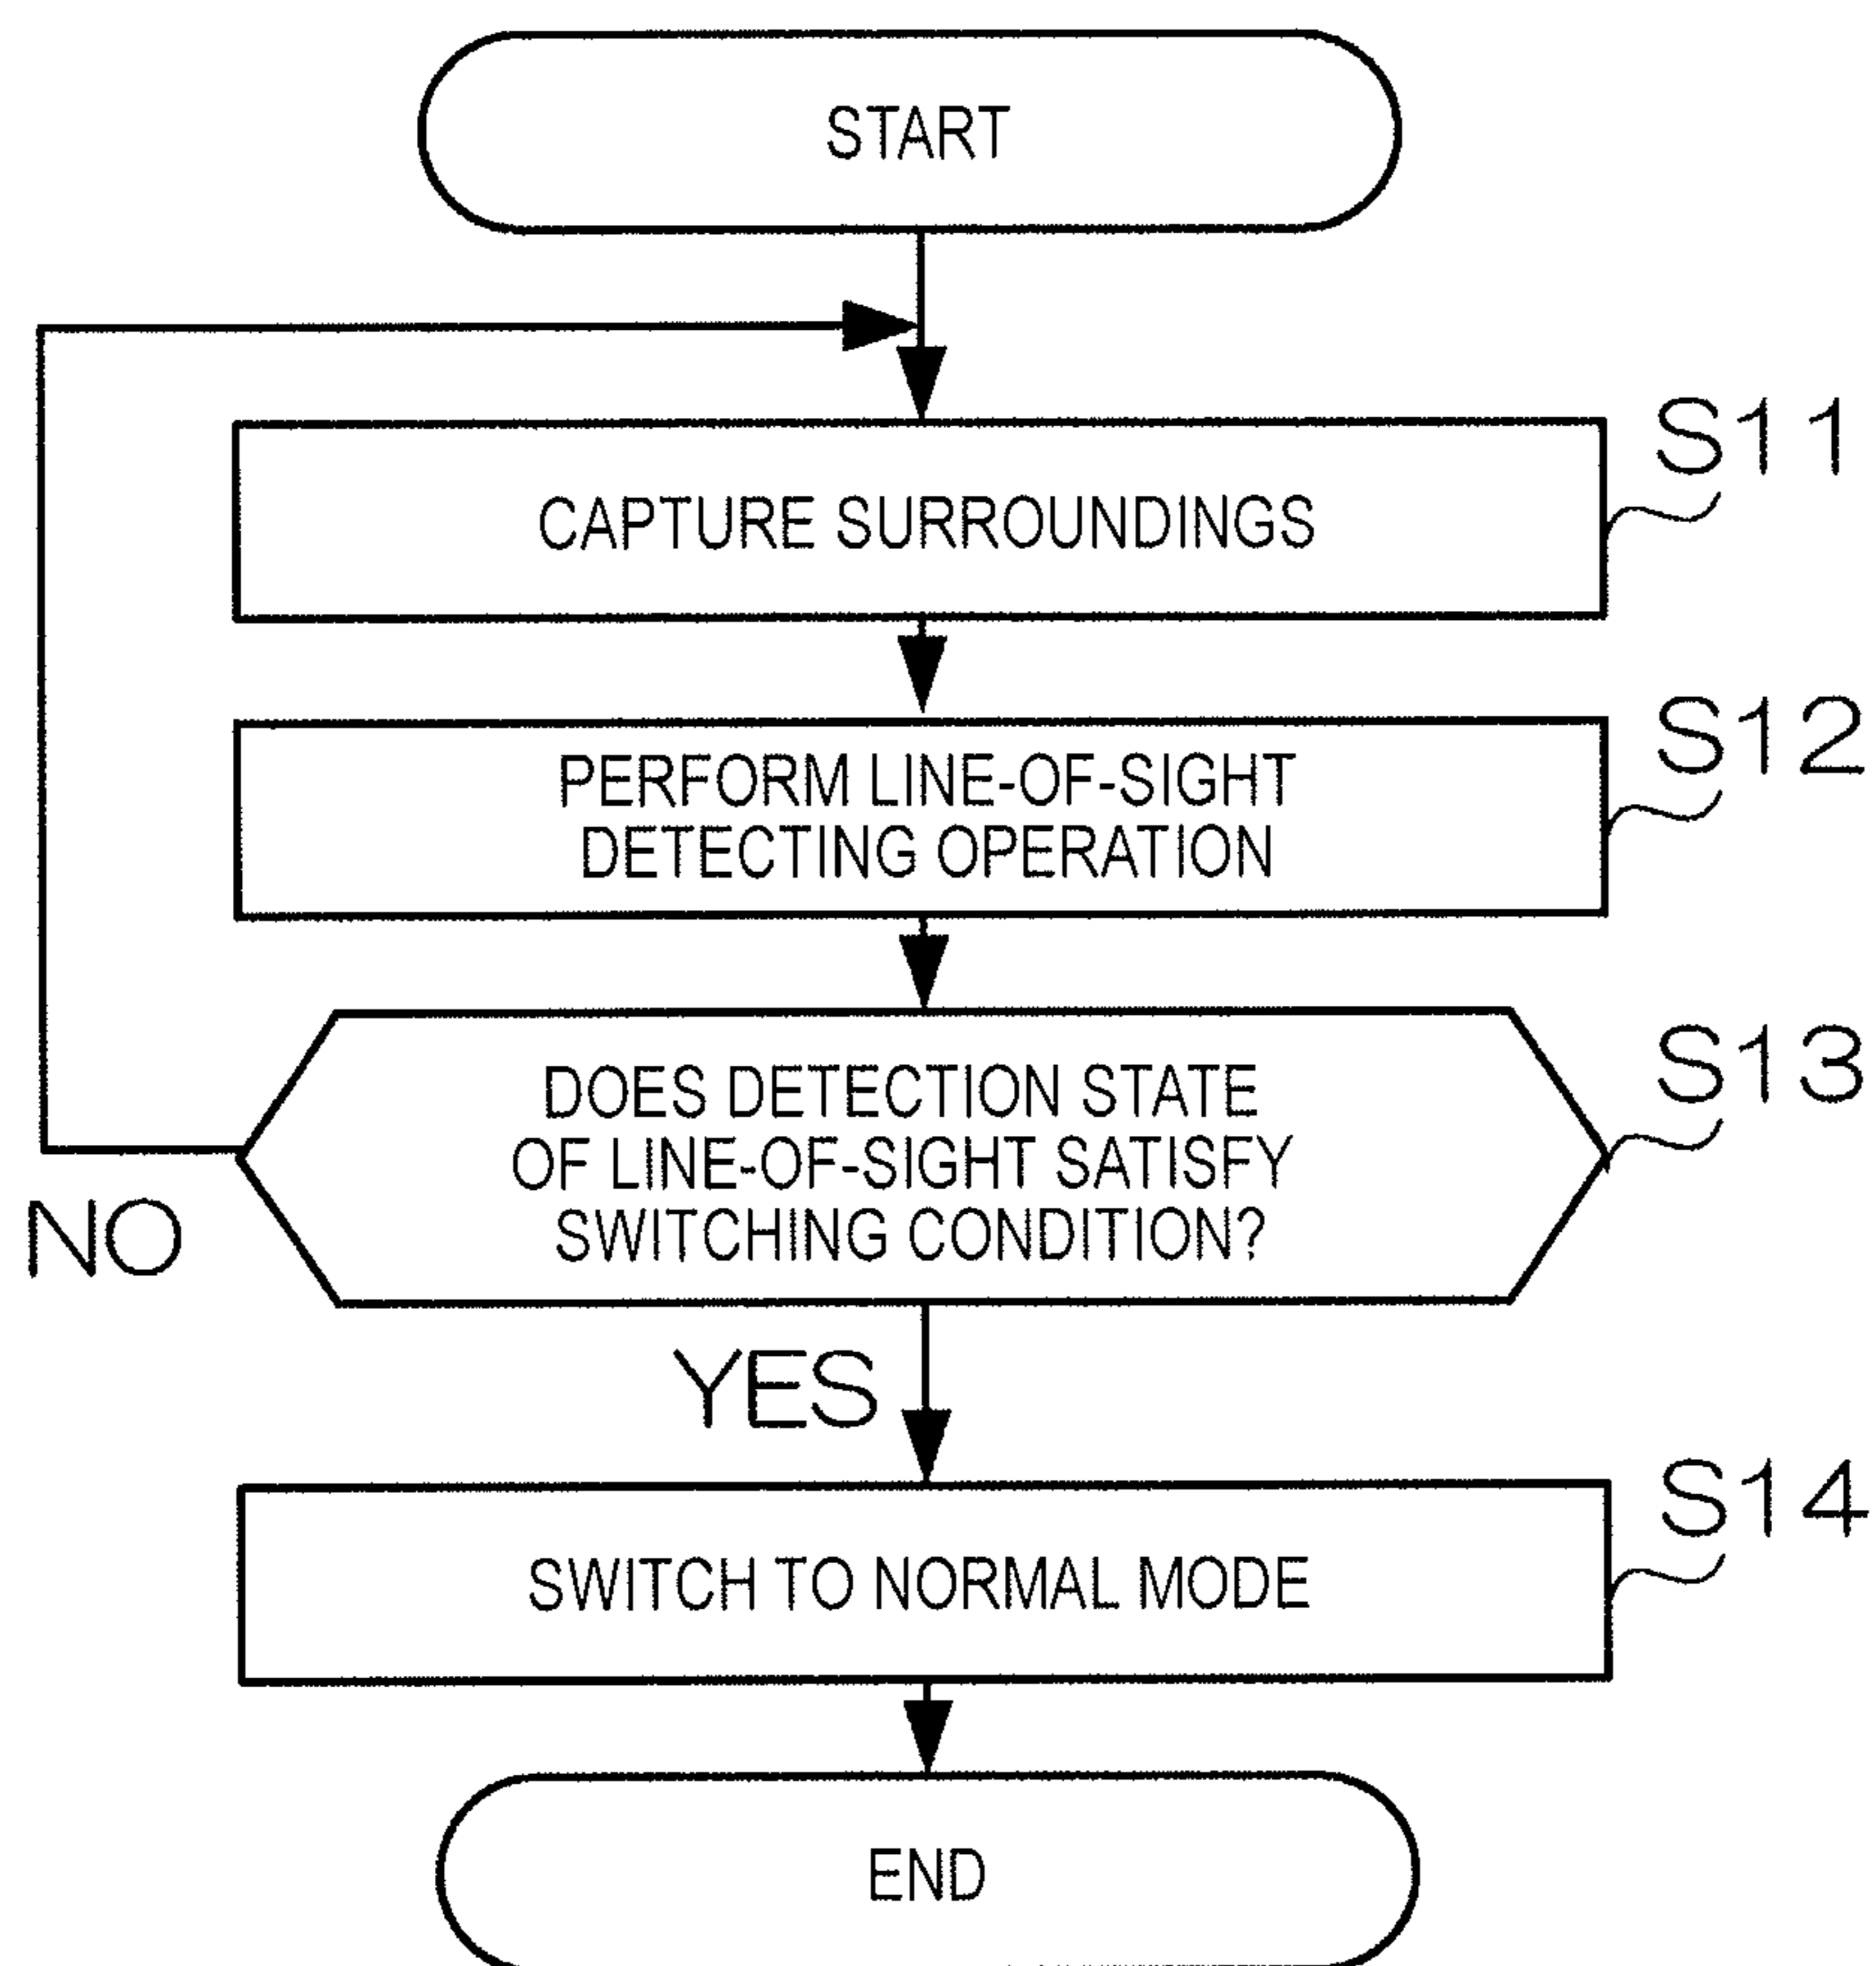 START
S11
CAPTURE SURROUNDINGS
S12
PERFORM LINE-OF-SIGHT
DETECTING OPERATION
S13
DOES DETECTION STATE
OF LINE-OF-SIGHT SATISFY
SWITCHING CONDITION?
NO
YES
S14
SWITCH TO NORMAL MODE
END